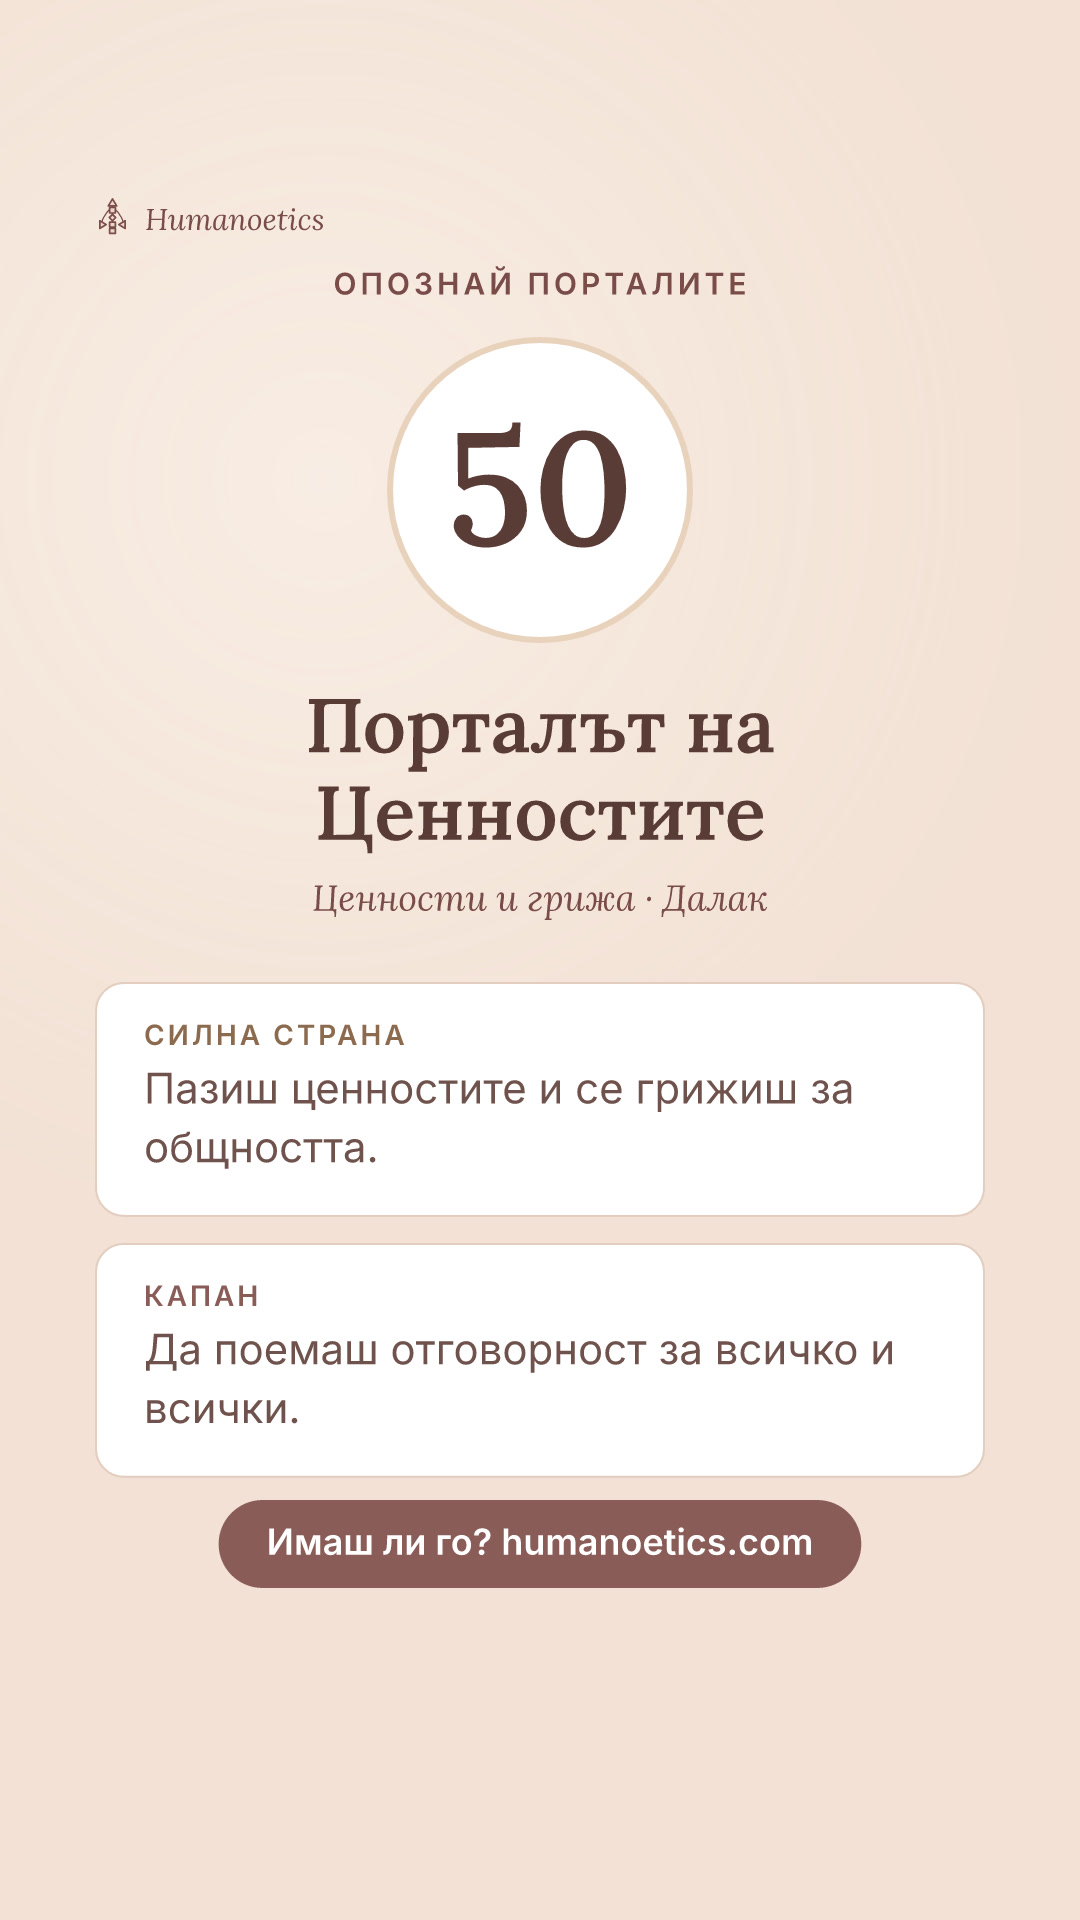 Humanoetics
ОПОЗНАЙ ПОРТАЛИТЕ
50
Порталът на
Ценностите
Ценности и грижа · Далак
СИЛНА СТРАНА
Пазиш ценностите и се грижиш за
общността.
КАПАН
Да поемаш отговорност за всичко и
всички.
Имаш ли го? humanoetics.com